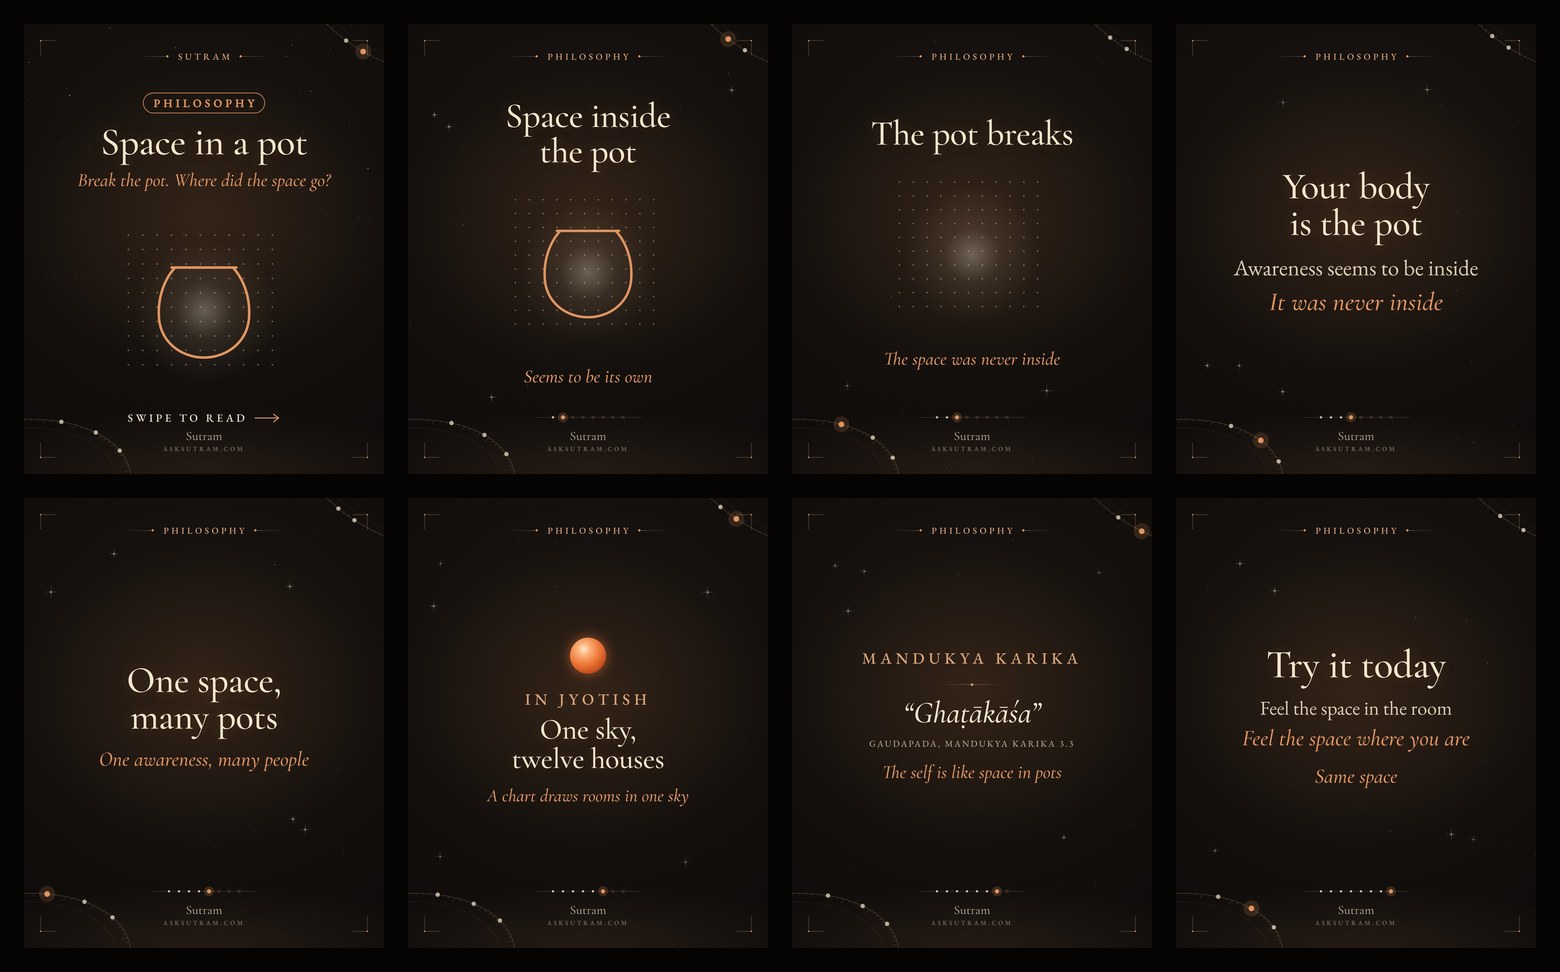 SUTRAM
PHILOSOPHY
Space in a pot
Break the pot. Where did the space go?
SWIPE TO READ
Sutram
ASKSUTRAM.COM
PHILOSOPHY
Space inside
the pot
Seems to be its own
Sutram
ASKSUTRAM.COM
PHILOSOPHY
The pot breaks
The space was never inside
Sutram
ASKSUTRAM.COM
PHILOSOPHY
Your body
is the pot
Awareness seems to be inside
It was never inside
Sutram
ASKSUTRAM.COM
PHILOSOPHY
One space,
many pots
One awareness, many people
Sutram
ASKSUTRAM.COM
PHILOSOPHY
IN JYOTISH
One sky,
twelve houses
A chart draws rooms in one sky
Sutram
ASKSUTRAM.COM
PHILOSOPHY
MANDUKYA KARIKA
“Ghaṭākāśa”
GAUDAPADA, MANDUKYA KARIKA 3.3
The self is like space in pots
Sutram
ASKSUTRAM.COM
PHILOSOPHY
Try it today
Feel the space in the room
Feel the space where you are
Same space
Sutram
ASKSUTRAM.COM